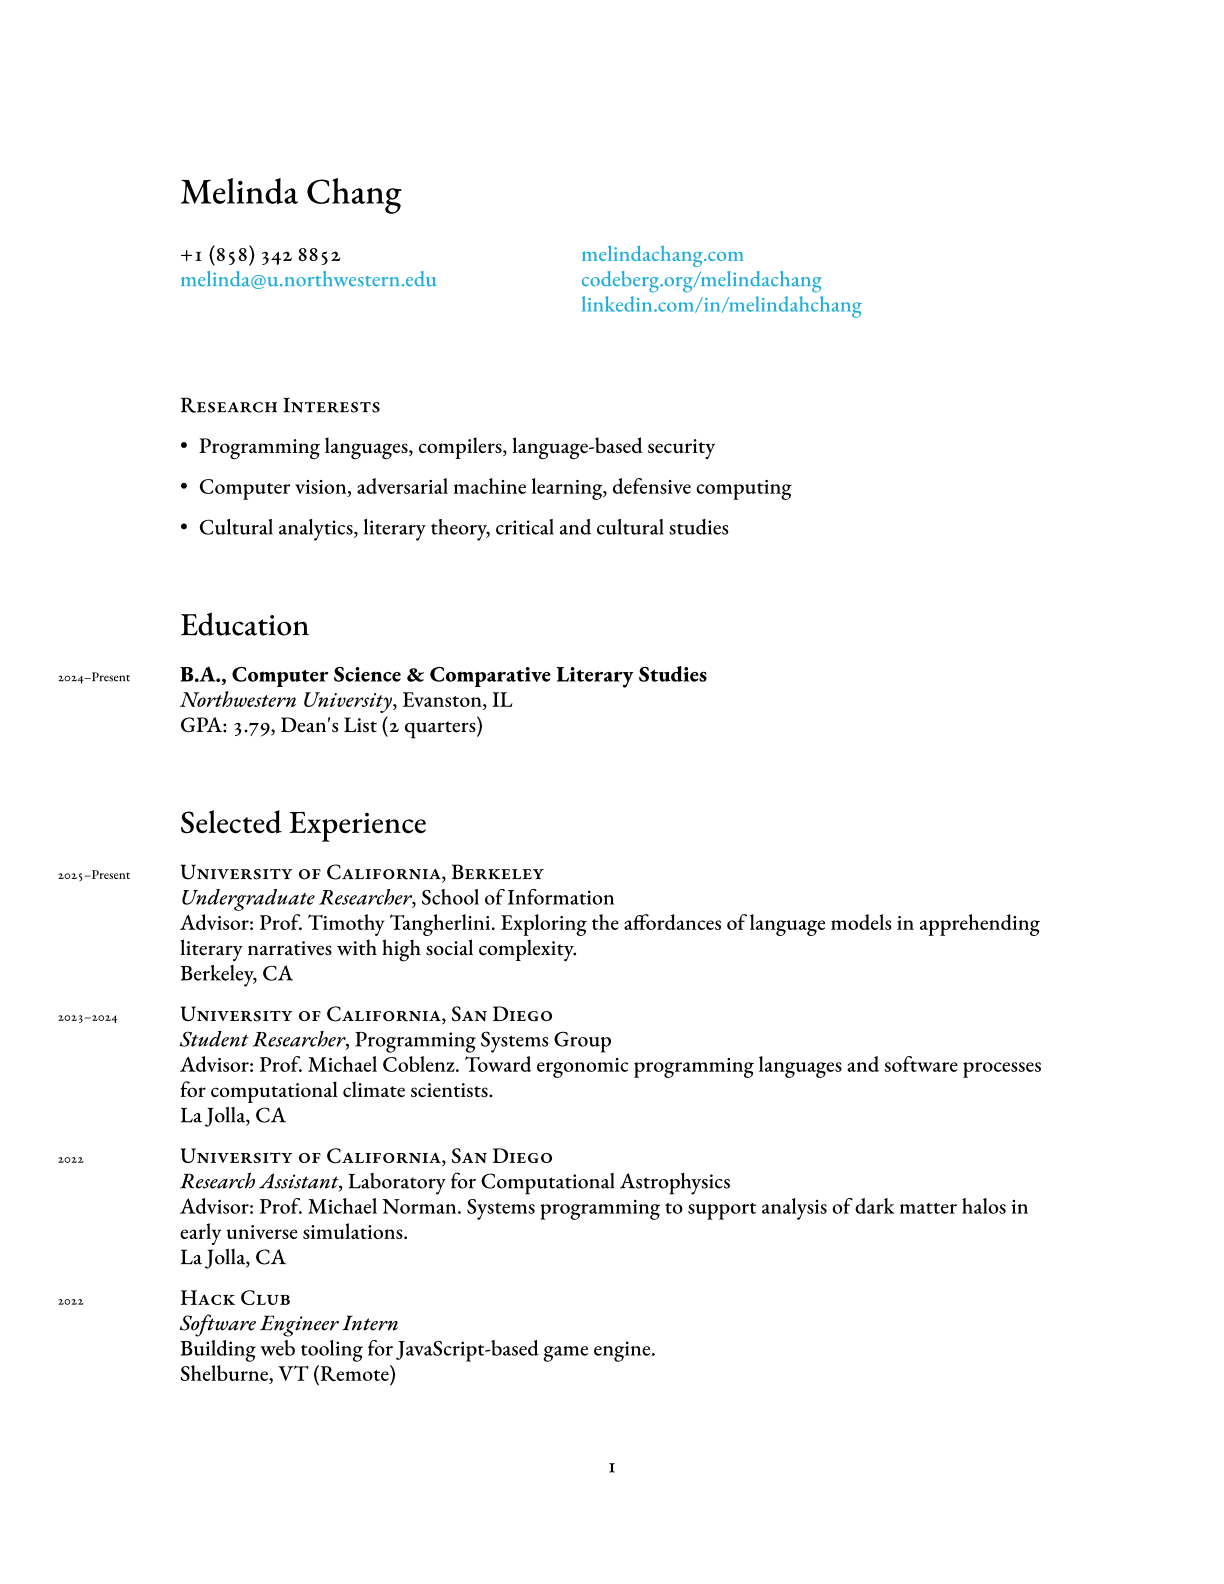 Melinda Chang
+1 (858) 342 8852
melinda@u.northwestern.edu
melindachang.com
codeberg.org/melindachang
linkedin.com/in/melindahchang
Research Interests
• Programming languages, compilers, language-based security
• Computer vision, adversarial machine learning, defensive computing
• Cultural analytics, literary theory, critical and cultural studies
Education
2024–Present
B.A., Computer Science & Comparative Literary Studies
Northwestern University, Evanston, IL
GPA: 3.79, Dean's List (2 quarters)
Selected Experience
2025–Present
University of California, Berkeley
Undergraduate Researcher, School of Information
Advisor: Prof. Timothy Tangherlini. Exploring the affordances of language models in apprehending
literary narratives with high social complexity.
Berkeley, CA
2023–2024
University of California, San Diego
Student Researcher, Programming Systems Group
Advisor: Prof. Michael Coblenz. Toward ergonomic programming languages and software processes
for computational climate scientists.
La Jolla, CA
2022
University of California, San Diego
Research Assistant, Laboratory for Computational Astrophysics
Advisor: Prof. Michael Norman. Systems programming to support analysis of dark matter halos in
early universe simulations.
La Jolla, CA
2022
Hack Club
Software Engineer Intern
Building web tooling for JavaScript-based game engine.
Shelburne, VT (Remote)
1